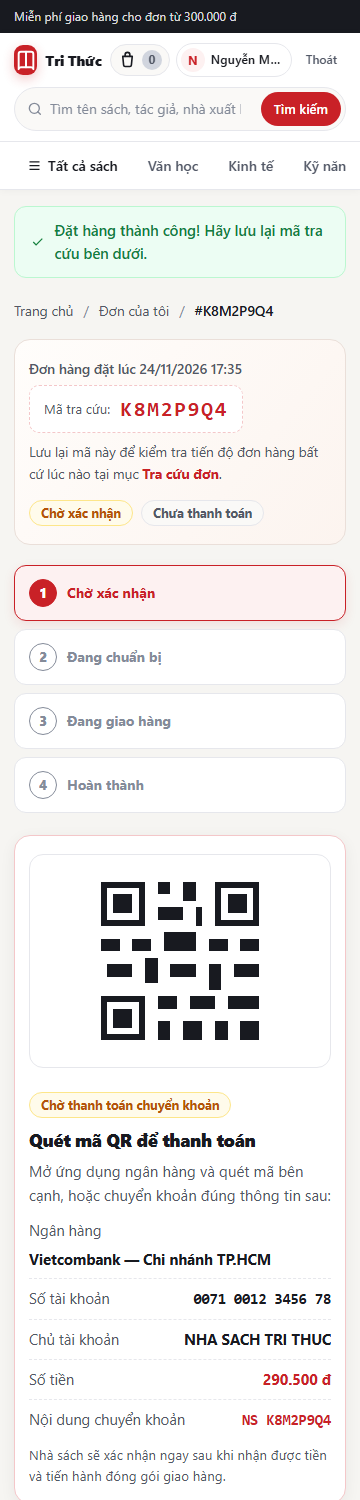 Miễn phí giao hàng cho đơn từ 300.000 đ
Tri Thức
0
N
Nguyễn M...
Thoát
Tìm tên sách, tác giả, nhà xuất
Tìm kiếm
Tất cả sách
Văn học
Kinh tế
Kỹ năn
Đặt hàng thành công! Hãy lưu lại mã tra
cứu bên dưới.
Trang chủ / Đơn của tôi / #K8M2P9Q4
Đơn hàng đặt lúc 24/11/2026 17:35
Mã tra cứu: K8M2P9Q4
Lưu lại mã này để kiểm tra tiến độ đơn hàng bất
cứ lúc nào tại mục Tra cứu đơn.
Chờ xác nhận
Chưa thanh toán
1 Chờ xác nhận
2 Đang chuẩn bị
3 Đang giao hàng
4 Hoàn thành
Chờ thanh toán chuyển khoản
Quét mã QR để thanh toán
Mở ứng dụng ngân hàng và quét mã bên
cạnh, hoặc chuyển khoản đúng thông tin sau:
Ngân hàng
Vietcombank — Chi nhánh TP.HCM
Số tài khoản 0071 0012 3456 78
Chủ tài khoản NHA SACH TRI THUC
Số tiền 290.500 đ
Nội dung chuyển khoản NS K8M2P9Q4
Nhà sách sẽ xác nhận ngay sau khi nhận được tiền
và tiến hành đóng gói giao hàng.